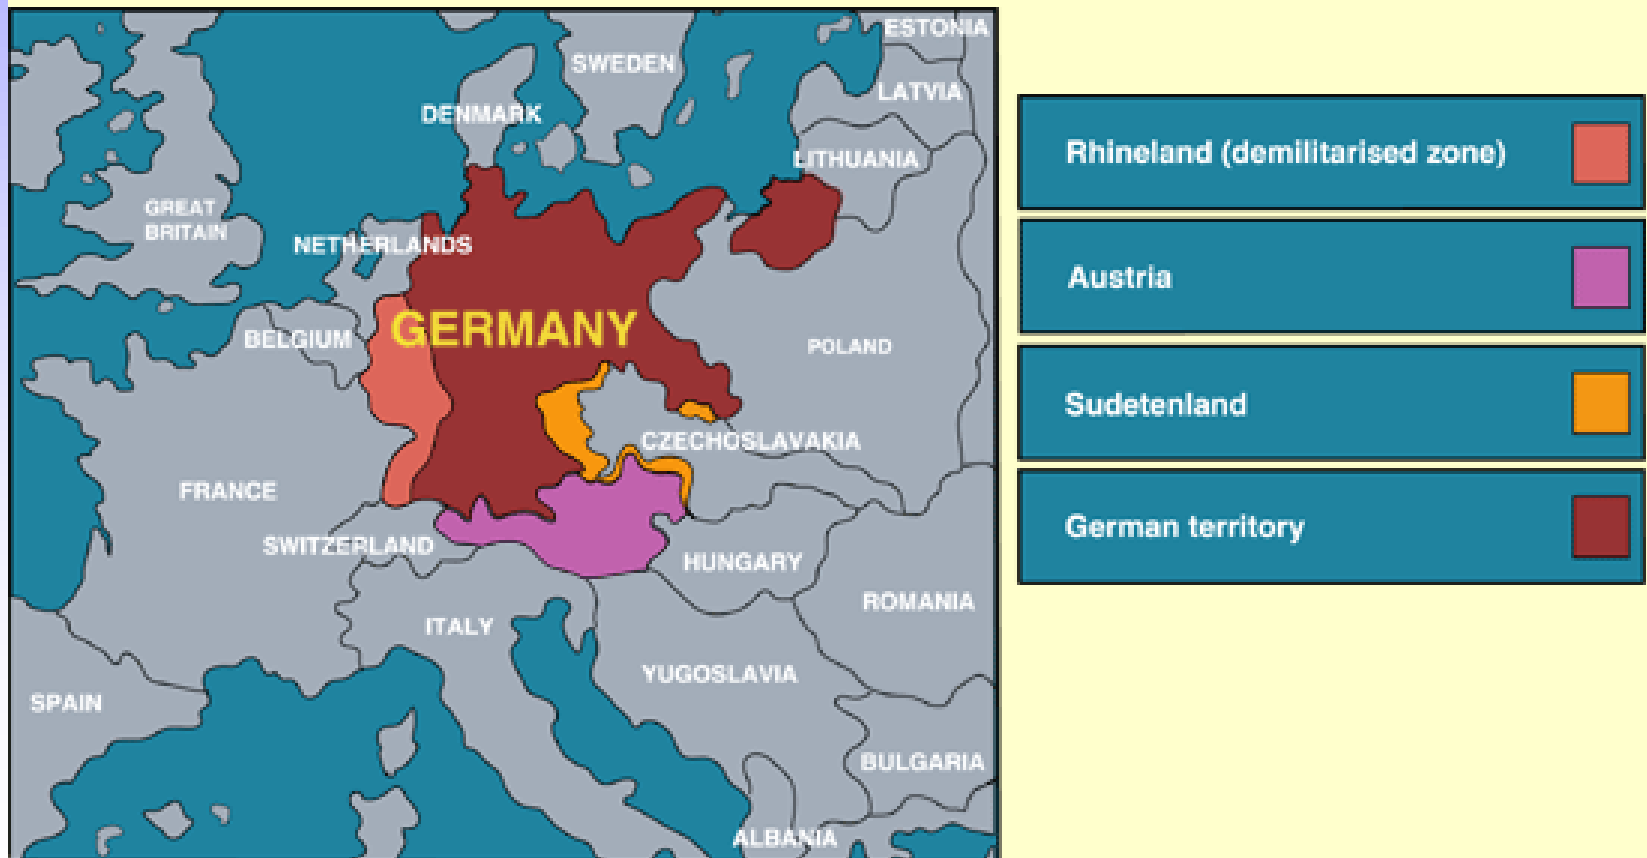 ESTONIA
SWEDEN
LATVIA
DENMARK
LITHUANIA
GREAT
BRITAIN
NETHERLANDS
GERMANY
BELGIUM
POLAND
CZECHOSLAVAKIA
FRANCE
SWITZERLAND
HUNGARY
ROMANIA
ITALY
YUGOSLAVIA
SPAIN
BULGARIA
ALBANIA
Rhineland (demilitarised zone)
Austria
Sudetenland
German territory